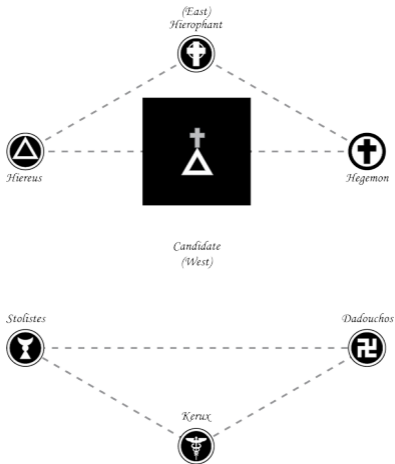 (East)
Hierophant
Hiereus
Hegemon
Candidate
(West)
Stolistes
Dadouchos
Kerux